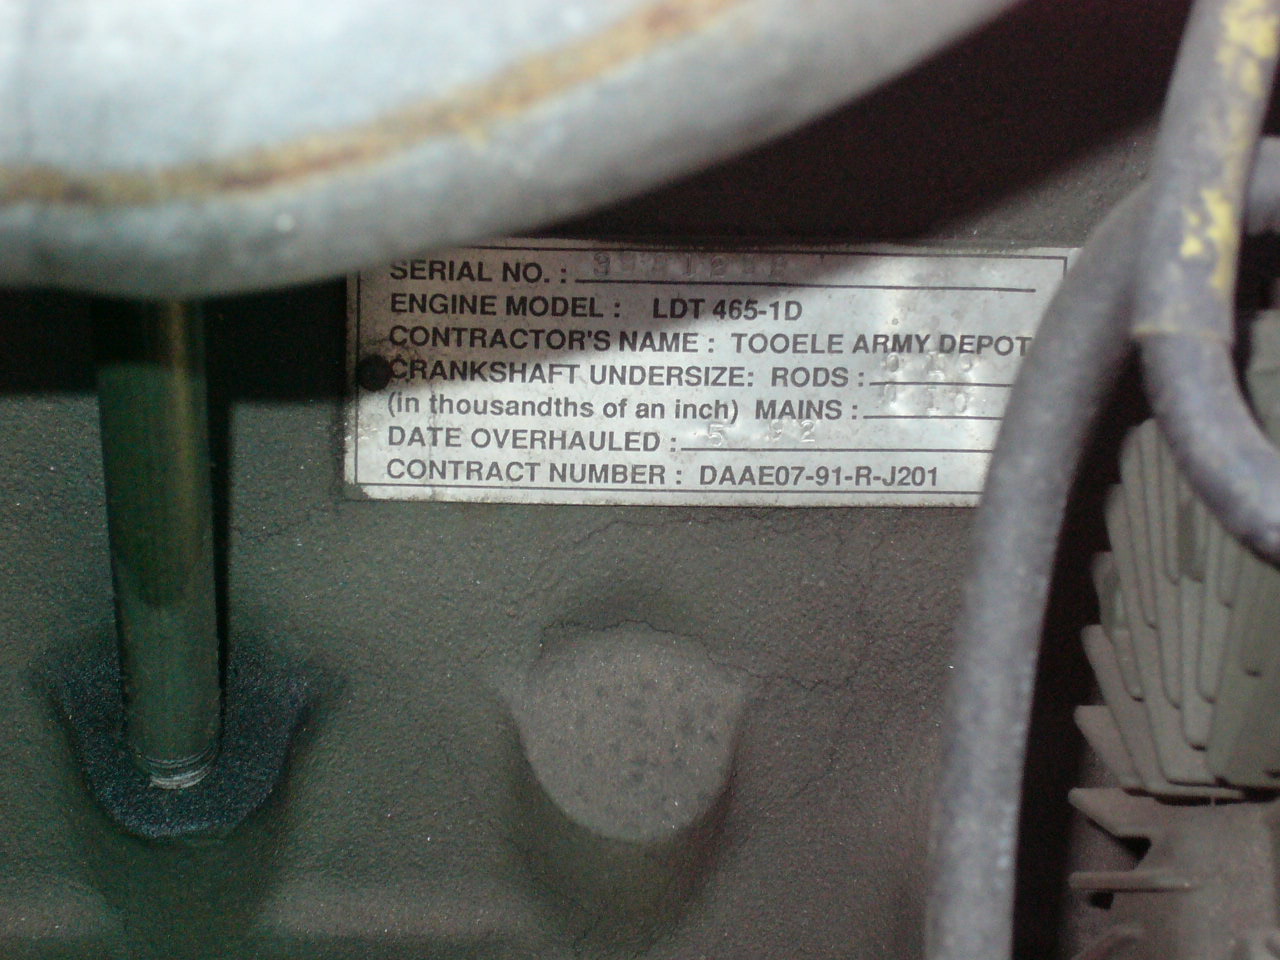 SERIAL NO. :
ENGINE MODEL : LDT 465-1D
CONTRACTOR'S NAME : TOOELE ARMY DEPOT
CRANKSHAFT UNDERSIZE: RODS :
(in thousandths of an inch) MAINS : 010
DATE OVERHAULED : 5 92
CONTRACT NUMBER : DAAE07-91-R-J201